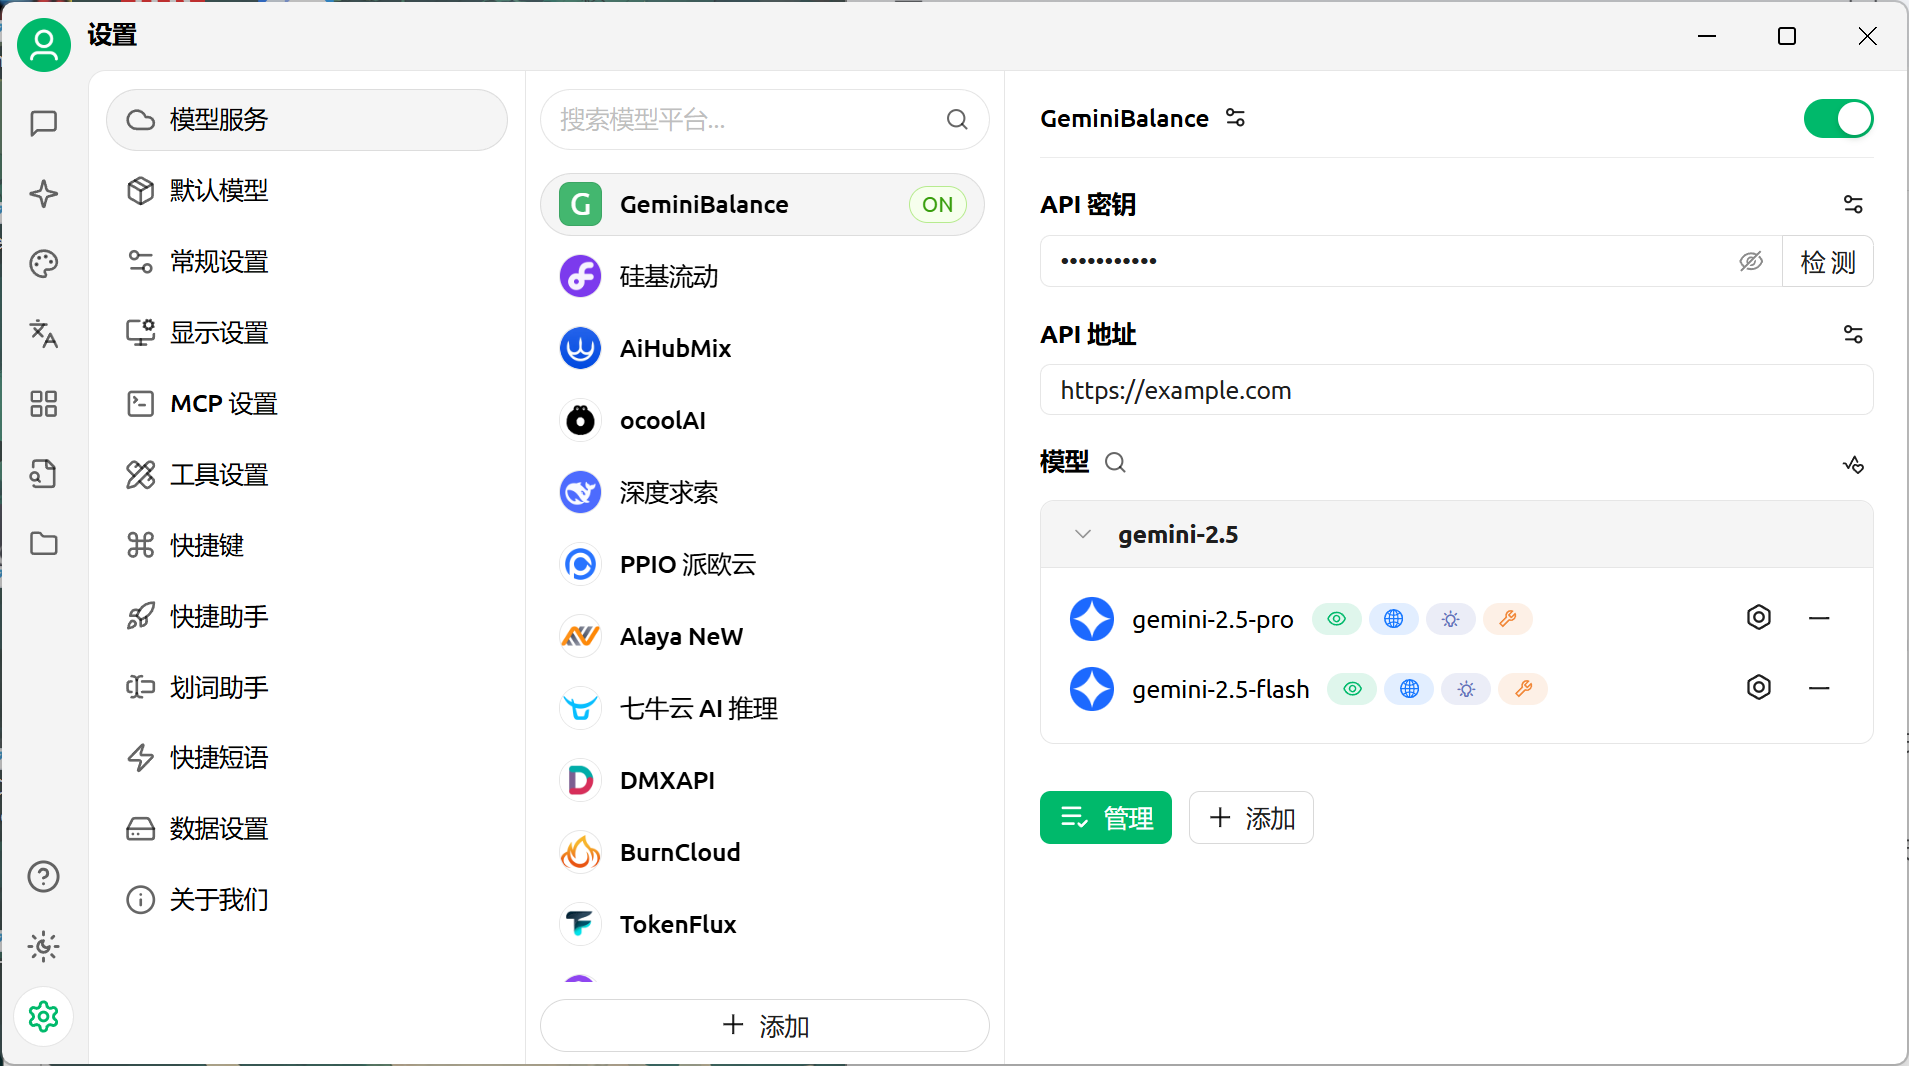 设置
模型服务
默认模型
常规设置
显示设置
MCP 设置
工具设置
快捷键
快捷助手
划词助手
快捷短语
数据设置
关于我们
搜索模型平台...
G GeminiBalance ON
硅基流动
AiHubMix
ocoolAI
深度求索
PPIO 派欧云
Alaya NeW
七牛云 AI 推理
DMXAPI
BurnCloud
TokenFlux
添加
GeminiBalance
API 密钥
•••••••••••
检测
API 地址
https://example.com
模型
gemini-2.5
gemini-2.5-pro
gemini-2.5-flash
管理
添加